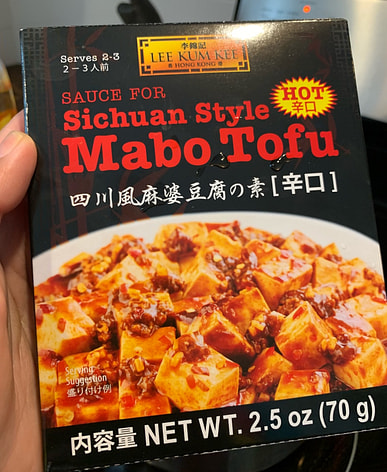 Serves 2-3
2－3人前
李錦記
LEE KUM KEE
HONG KONG
SAUCE FOR
Sichuan Style
Mabo Tofu
HOT
辛口
四川風麻婆豆腐の素［辛口］
Serving
Suggestion
盛り付け例
内容量 NET WT. 2.5 oz (70 g)